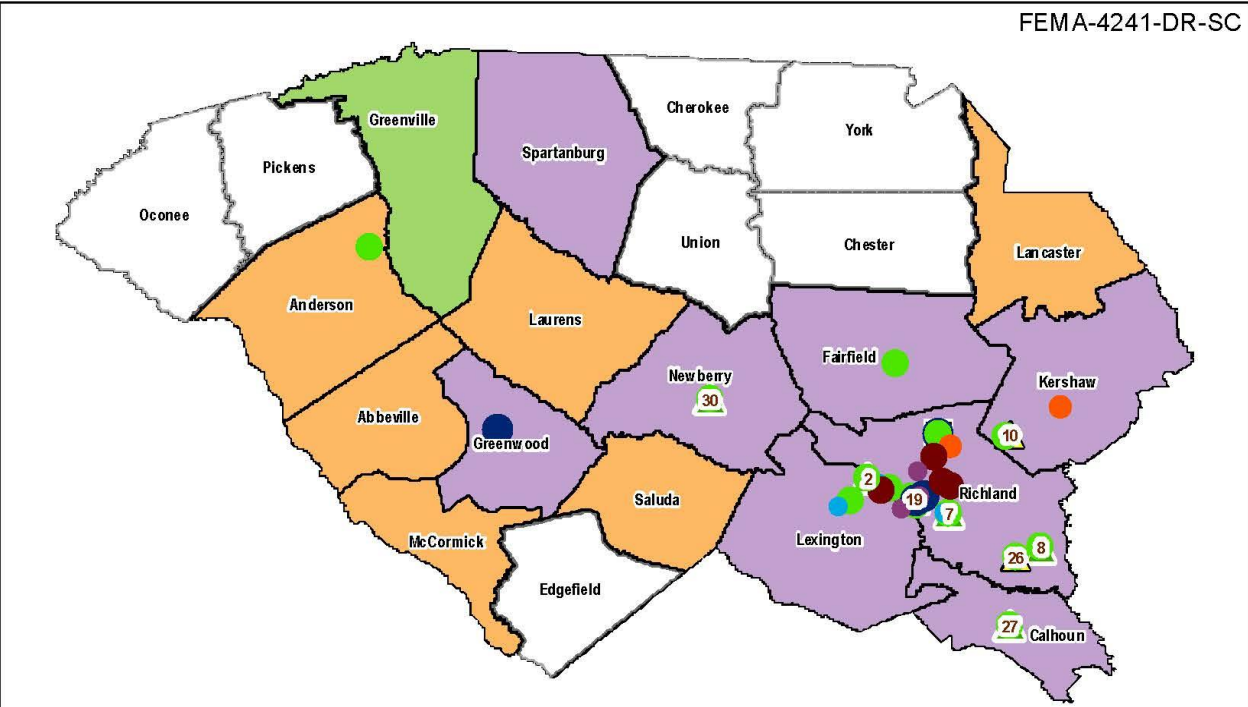 FEMA-4241-DR-SC
Greenville
Cherokee
York
Spartanburg
Pickens
Oconee
Union
Chester
Lancaster
Anderson
Laurens
Fairfield
Newberry
Kershaw
30
Abbeville
Greenwood
10
2
Saluda
19
Richland
7
McCormick
Lexington
26
8
Edgefield
27
Calhoun